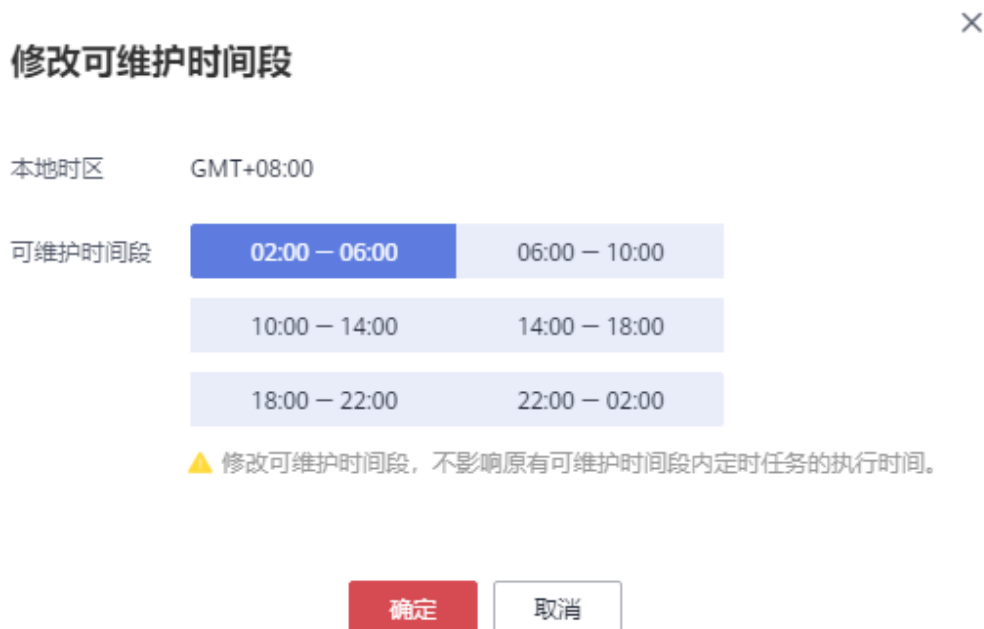 修改可维护时间段
本地时区 GMT+08:00
可维护时间段 02:00 — 06:00 06:00 — 10:00
10:00 — 14:00 14:00 — 18:00
18:00 — 22:00 22:00 — 02:00
修改可维护时间段，不影响原有可维护时间段内定时任务的执行时间。
确定 取消